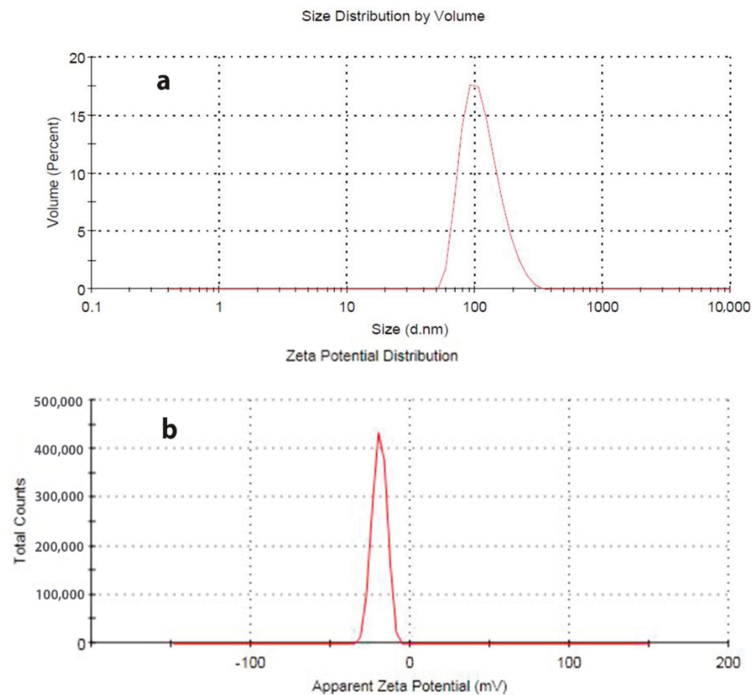 Size Distribution by Volume
a
20
15
10
5
0
Volume (Percent)
0.1 1 10 100 1000 10,000
Size (d.nm)
Zeta Potential Distribution
b
500,000
400,000
300,000
200,000
100,000
0
Total Counts
-100 0 100 200
Apparent Zeta Potential (mV)